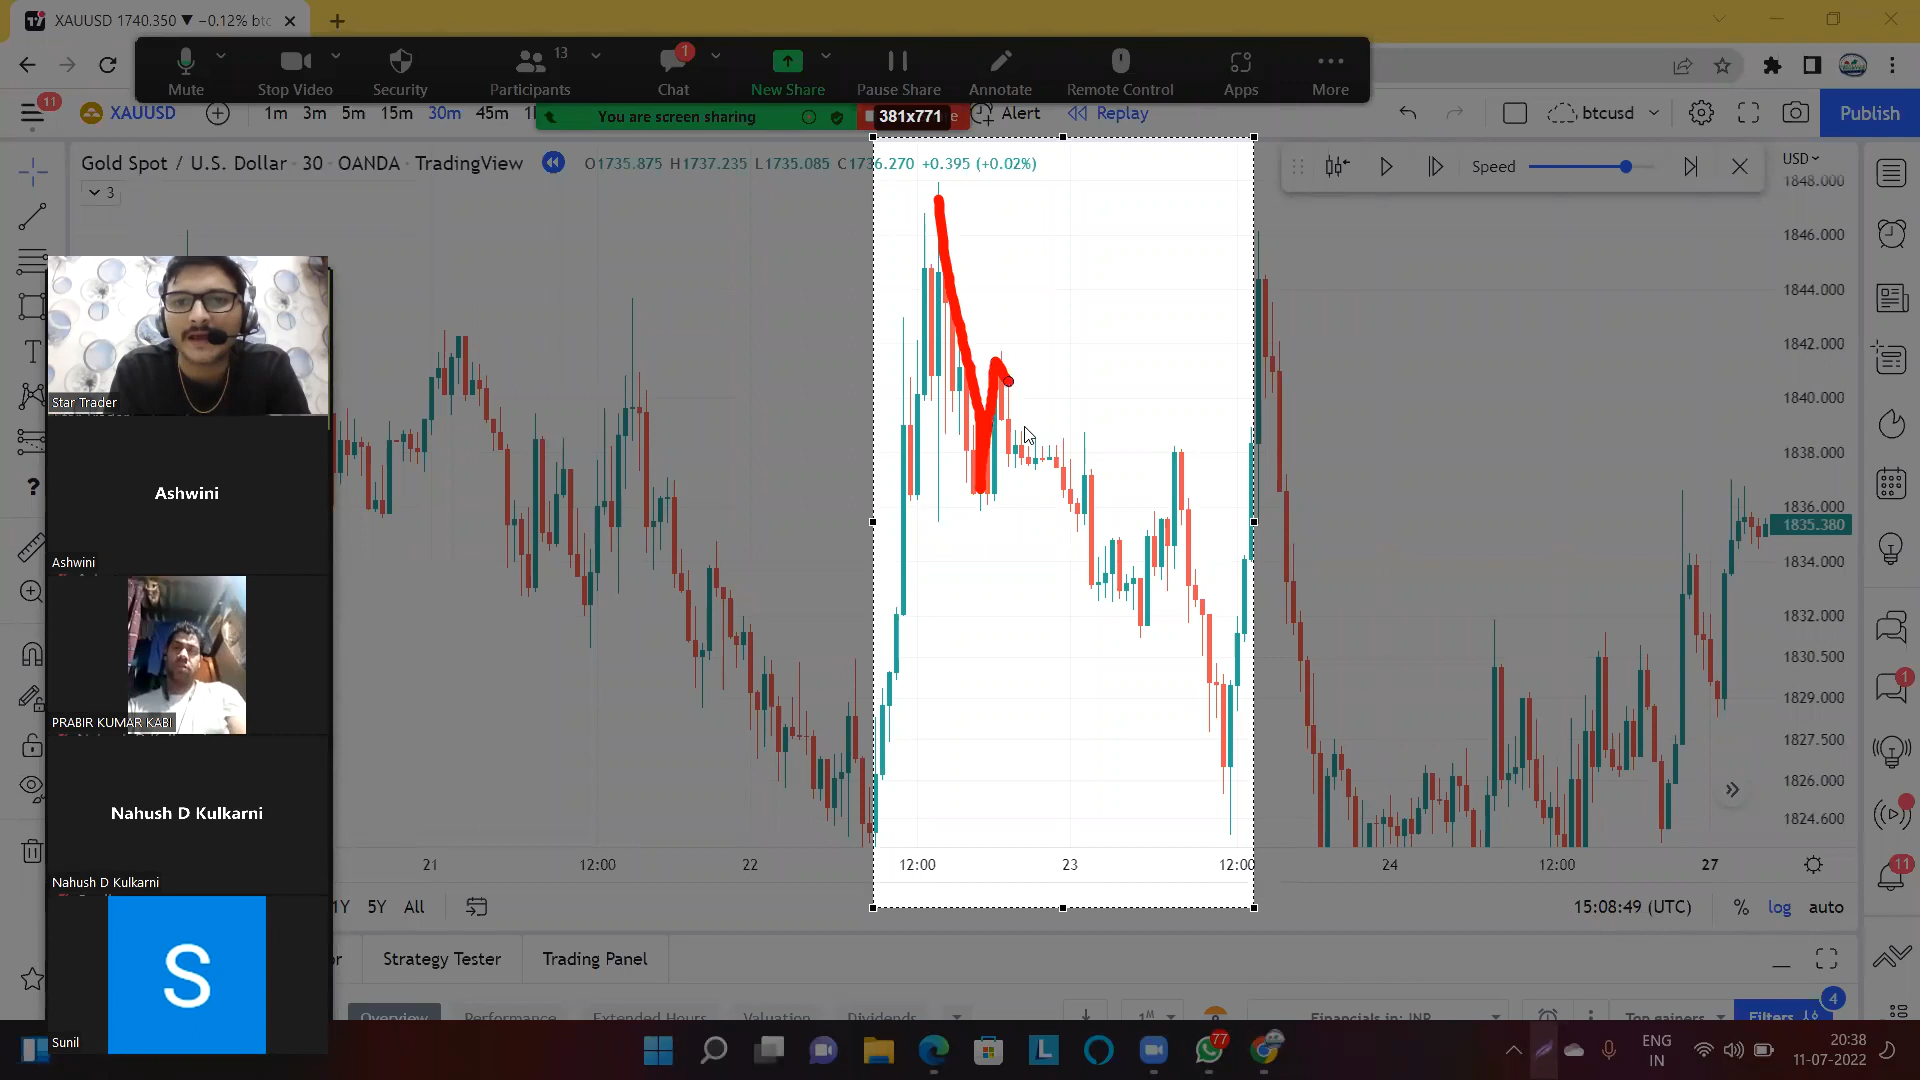 XAUUSD 1740.350 ▼ −0.12% btc
Mute
Stop Video
Security
13
Participants
1
Chat
New Share
Pause Share
Annotate
Remote Control
Apps
More
11
XAUUSD
1m 3m 5m 15m 30m 45m
You are screen sharing
381x771
Alert
Replay
btcusd
Publish
Gold Spot / U.S. Dollar · 30 · OANDA · TradingView
O1735.875 H1737.235 L1735.085 C1736.270 +0.395 (+0.02%)
3
Speed
USD
1848.000
1846.000
1844.000
1842.000
1840.000
1838.000
1836.000
1835.380
1834.000
1832.000
1830.500
1829.000
1827.500
1826.000
1824.600
Star Trader
Ashwini
Ashwini
PRABIR KUMAR KABI
Nahush D Kulkarni
Nahush D Kulkarni
S
Sunil
21 12:00 22 12:00 23 12:00 24 12:00 27
1Y 5Y All
15:08:49 (UTC) % log auto
Strategy Tester
Trading Panel
Overview Performance Extended Hours Valuation Dividends
1M
Financials in: INR
Top gainers
Filters
4
1
11
77
ENG
IN
20:38
11-07-2022